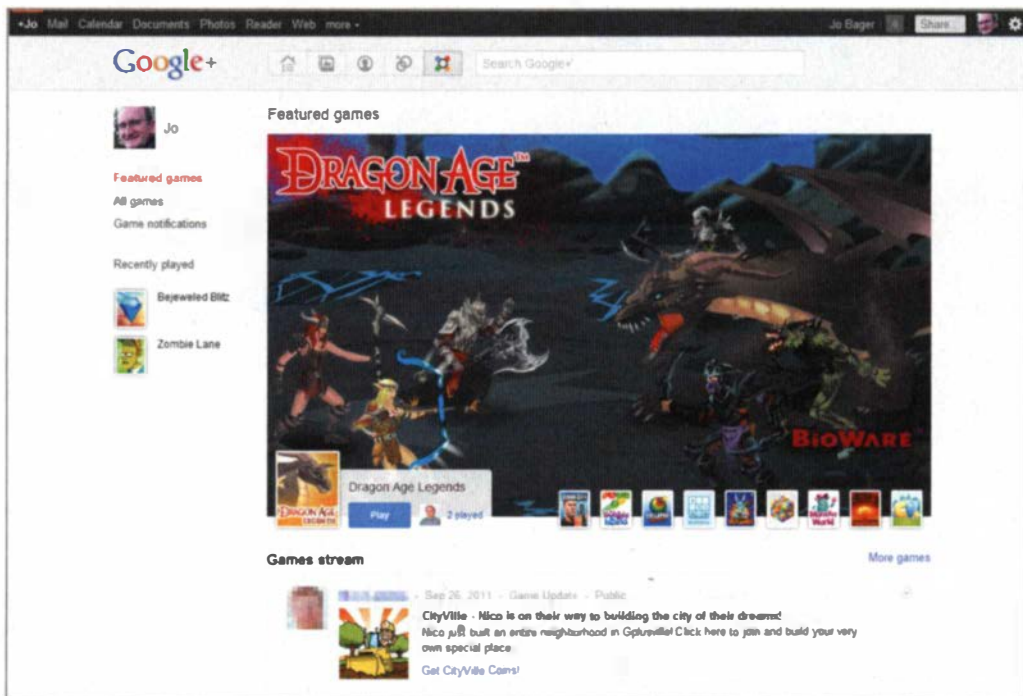 +Jo Mail Calendar Documents Photos Reader Web more
Jo Bager
Share
Google+
Search Google+
Jo
Featured games
All games
Game notifications
Recently played
Bejeweled Blitz
Zombie Lane
Featured games
DRAGON AGE™
LEGENDS
BIOWARE
DRAGON AGE
LEGENDS
Dragon Age Legends
Play
2 played
Games stream
More games
- Sep 26, 2011 - Game Update - Public
CityVille - Nico is on their way to building the city of their dreams!
Nico just built an entire neighborhood in Gplusville! Click here to join and build your very
own special place
Get CityVille Coins!